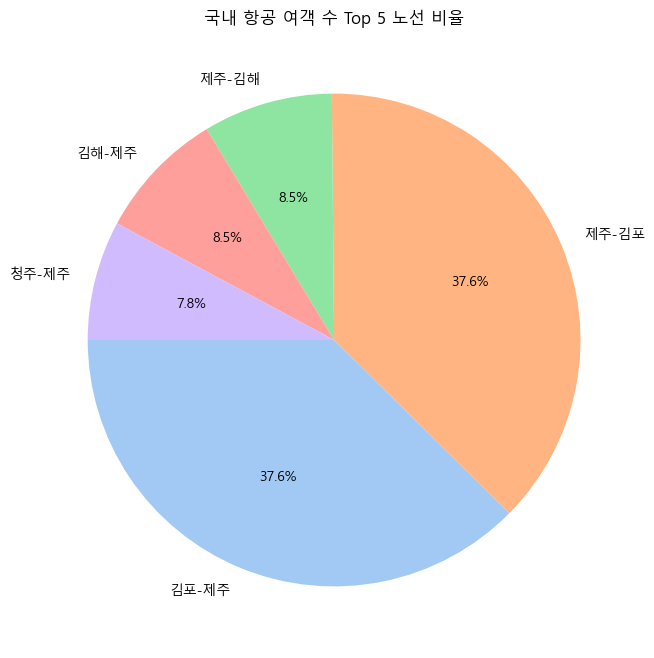 국내 항공 여객 수 Top 5 노선 비율
제주-김해
김해-제주
8.5%
8.5%
제주-김포
청주-제주
37.6%
7.8%
37.6%
김포-제주